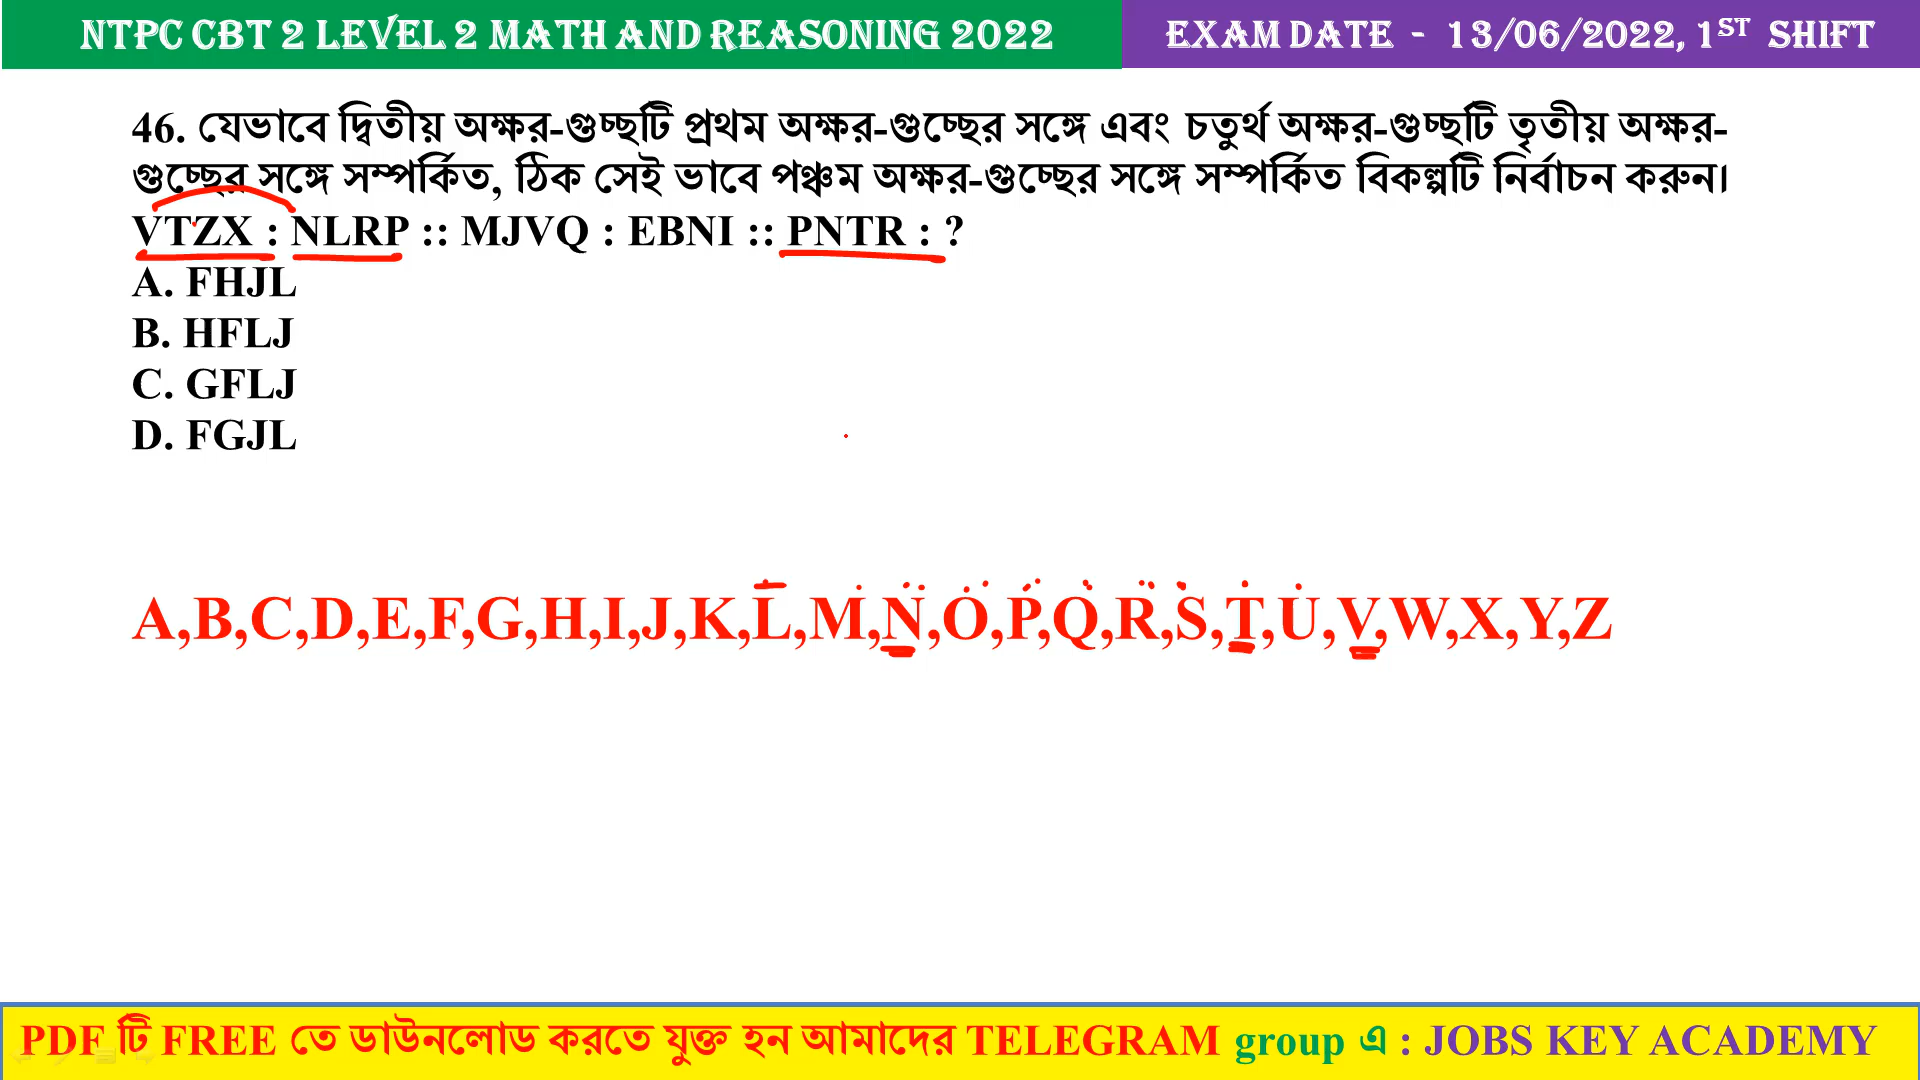 NTPC CBT 2 LEVEL 2 MATH AND REASONING 2022
EXAM DATE - 13/06/2022, 1ST SHIFT
46. যেভাবে দ্বিতীয় অক্ষর-গুচ্ছটি প্রথম অক্ষর-গুচ্ছের সঙ্গে এবং চতুর্থ অক্ষর-গুচ্ছটি তৃতীয় অক্ষর-
গুচ্ছের সঙ্গে সম্পর্কিত, ঠিক সেই ভাবে পঞ্চম অক্ষর-গুচ্ছের সঙ্গে সম্পর্কিত বিকল্পটি নির্বাচন করুন।
VTZX : NLRP :: MJVQ : EBNI :: PNTR : ?
A. FHJL
B. HFLJ
C. GFLJ
D. FGJL
A,B,C,D,E,F,G,H,I,J,K,L,M,N,O,P,Q,R,S,T,U,V,W,X,Y,Z
PDF টি FREE তে ডাউনলোড করতে যুক্ত হন আমাদের TELEGRAM group এ : JOBS KEY ACADEMY